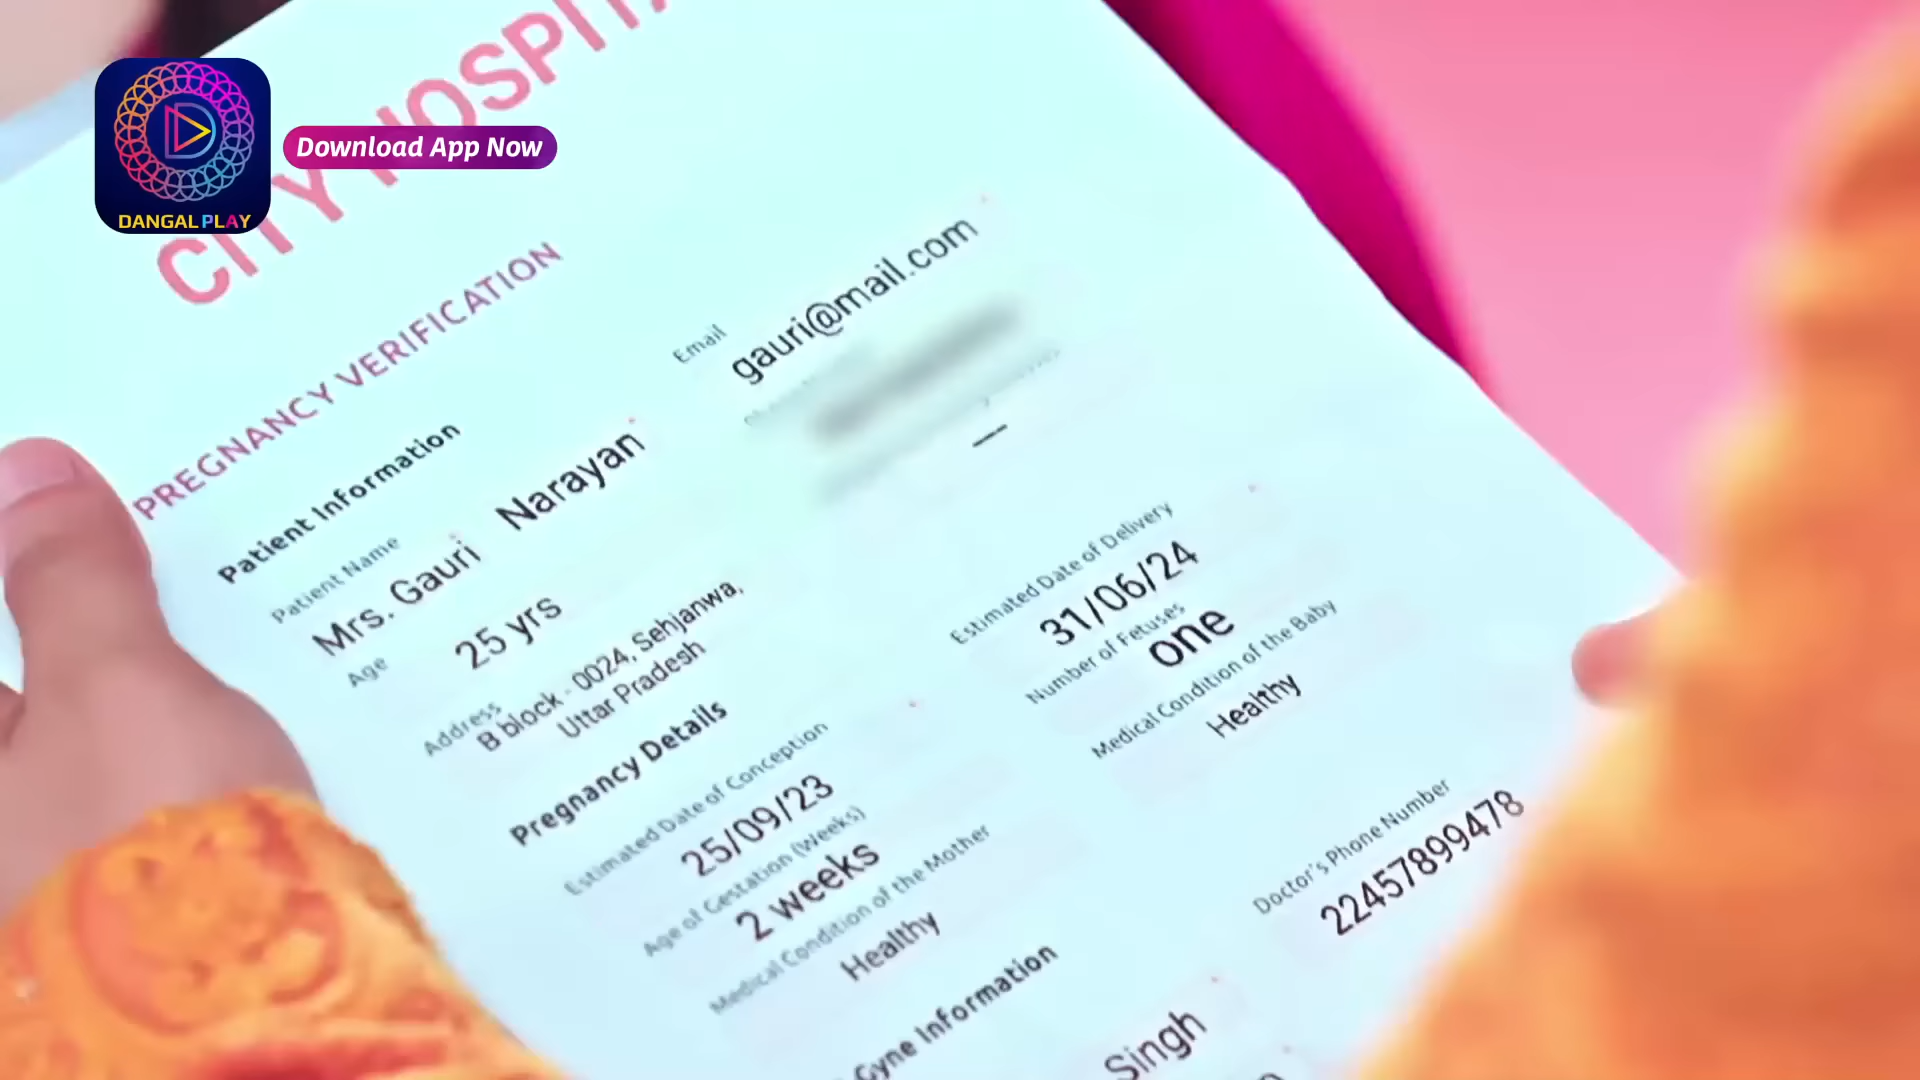 CITY HOSPITA
DANGAL PLAY
Download App Now
PREGNANCY VERIFICATION
Patient Information
Patient Name
Mrs. Gauri Narayan
Age
25 yrs
Address
B block - 0024, Sehjanwa,
Uttar Pradesh
Email
gauri@mail.com
Pregnancy Details
Estimated Date of Conception
25/09/23
Age of Gestation (Weeks)
2 weeks
Medical Condition of the Mother
Healthy
Estimated Date of Delivery
31/06/24
Number of Fetuses
one
Medical Condition of the Baby
Healthy
Gyne Information
Singh
Doctor's Phone Number
22457899478